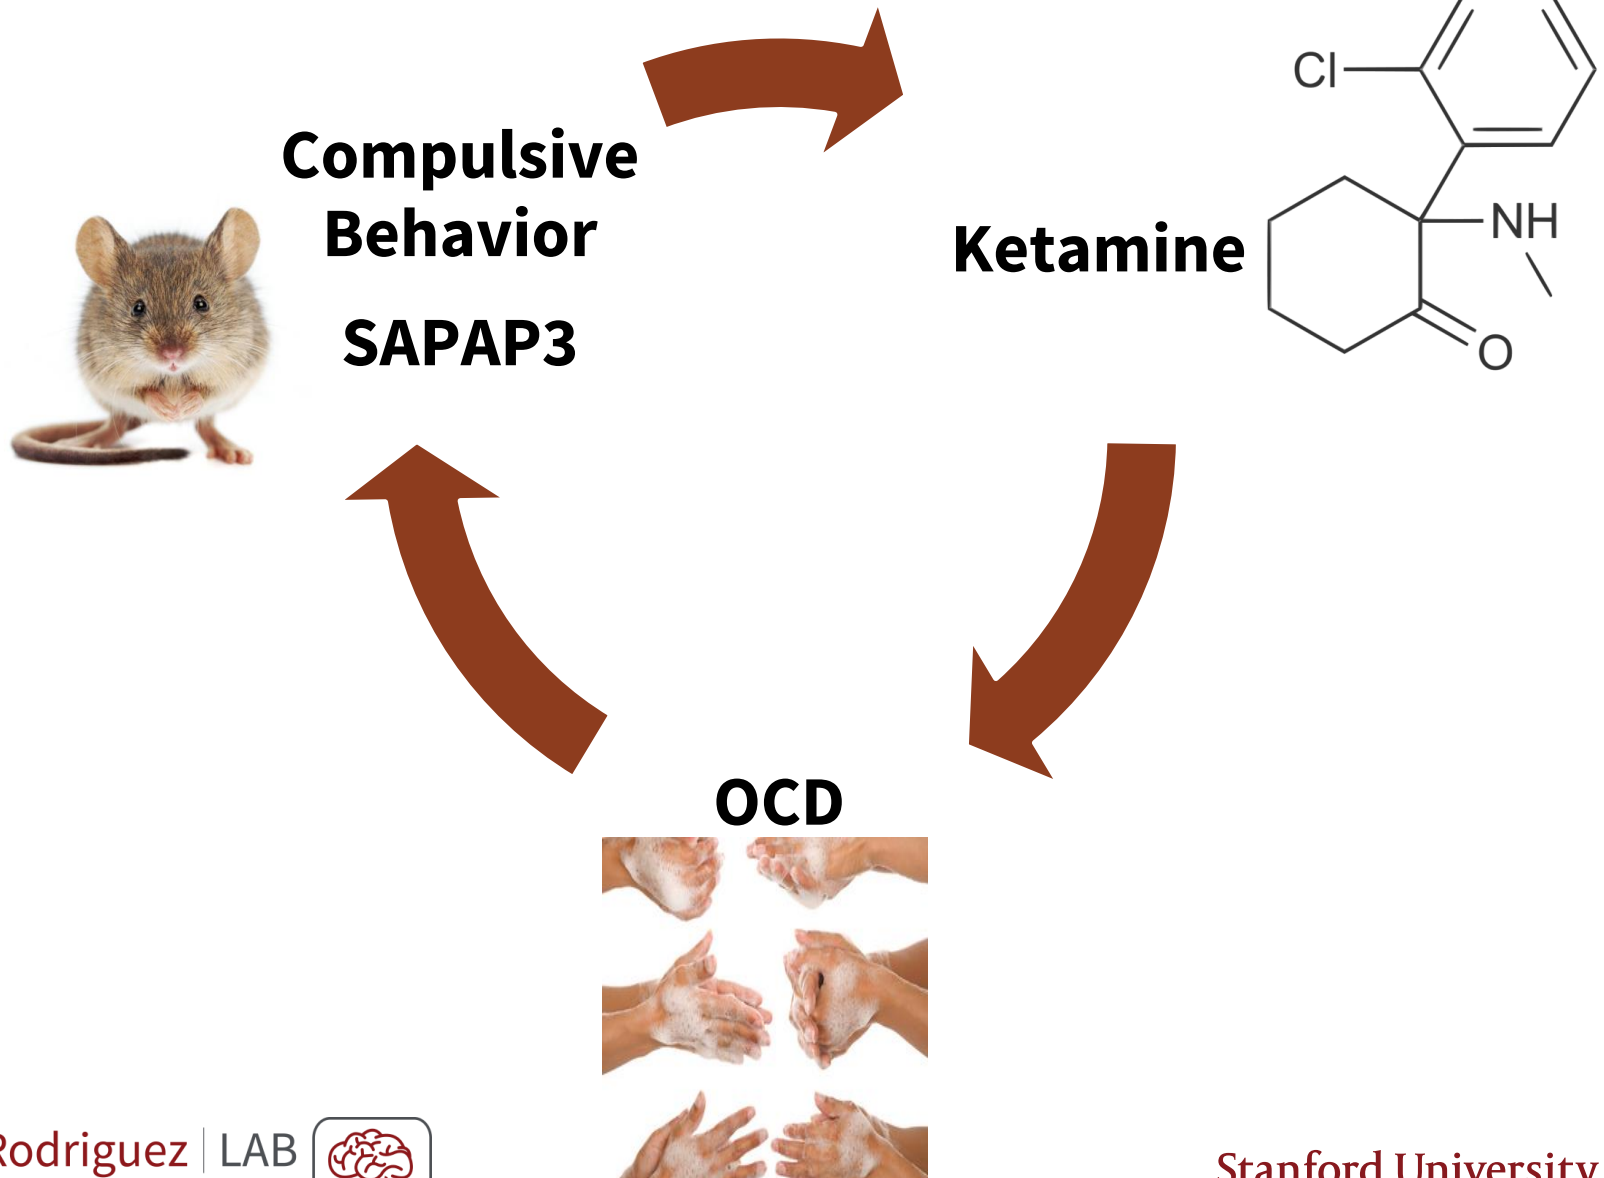 Compulsive
Behavior
SAPAP3
Ketamine
Cl
NH
O
OCD
Rodriguez | LAB
Stanford University